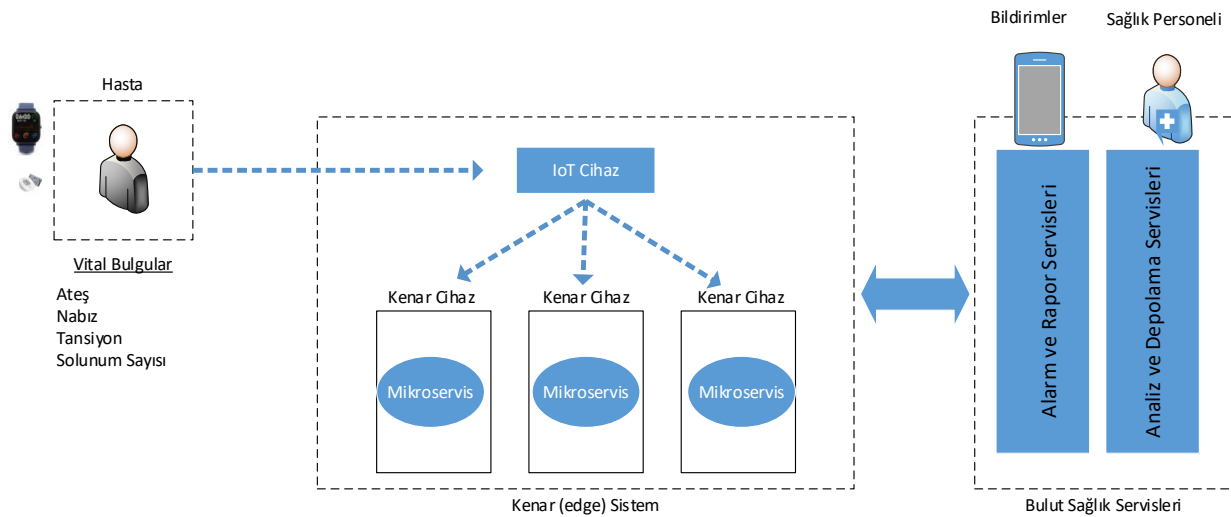 Hasta
Vital Bulgular
Ateş
Nabız
Tansiyon
Solunum Sayısı
IoT Cihaz
Kenar Cihaz
Kenar Cihaz
Kenar Cihaz
Mikroservis
Mikroservis
Mikroservis
Kenar (edge) Sistem
Bildirimler
Sağlık Personeli
Alarm ve Rapor Servisleri
Analiz ve Depolama Servisleri
Bulut Sağlık Servisleri